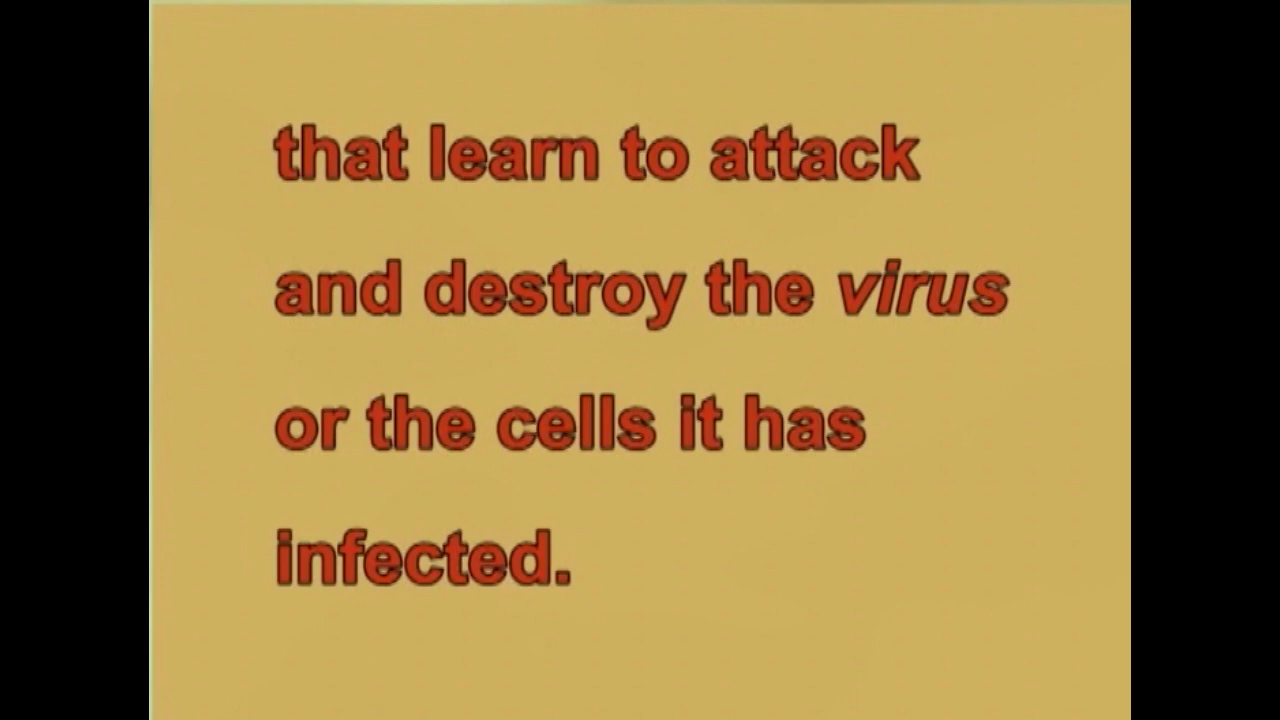 that learn to attack
and destroy the virus
or the cells it has
infected.